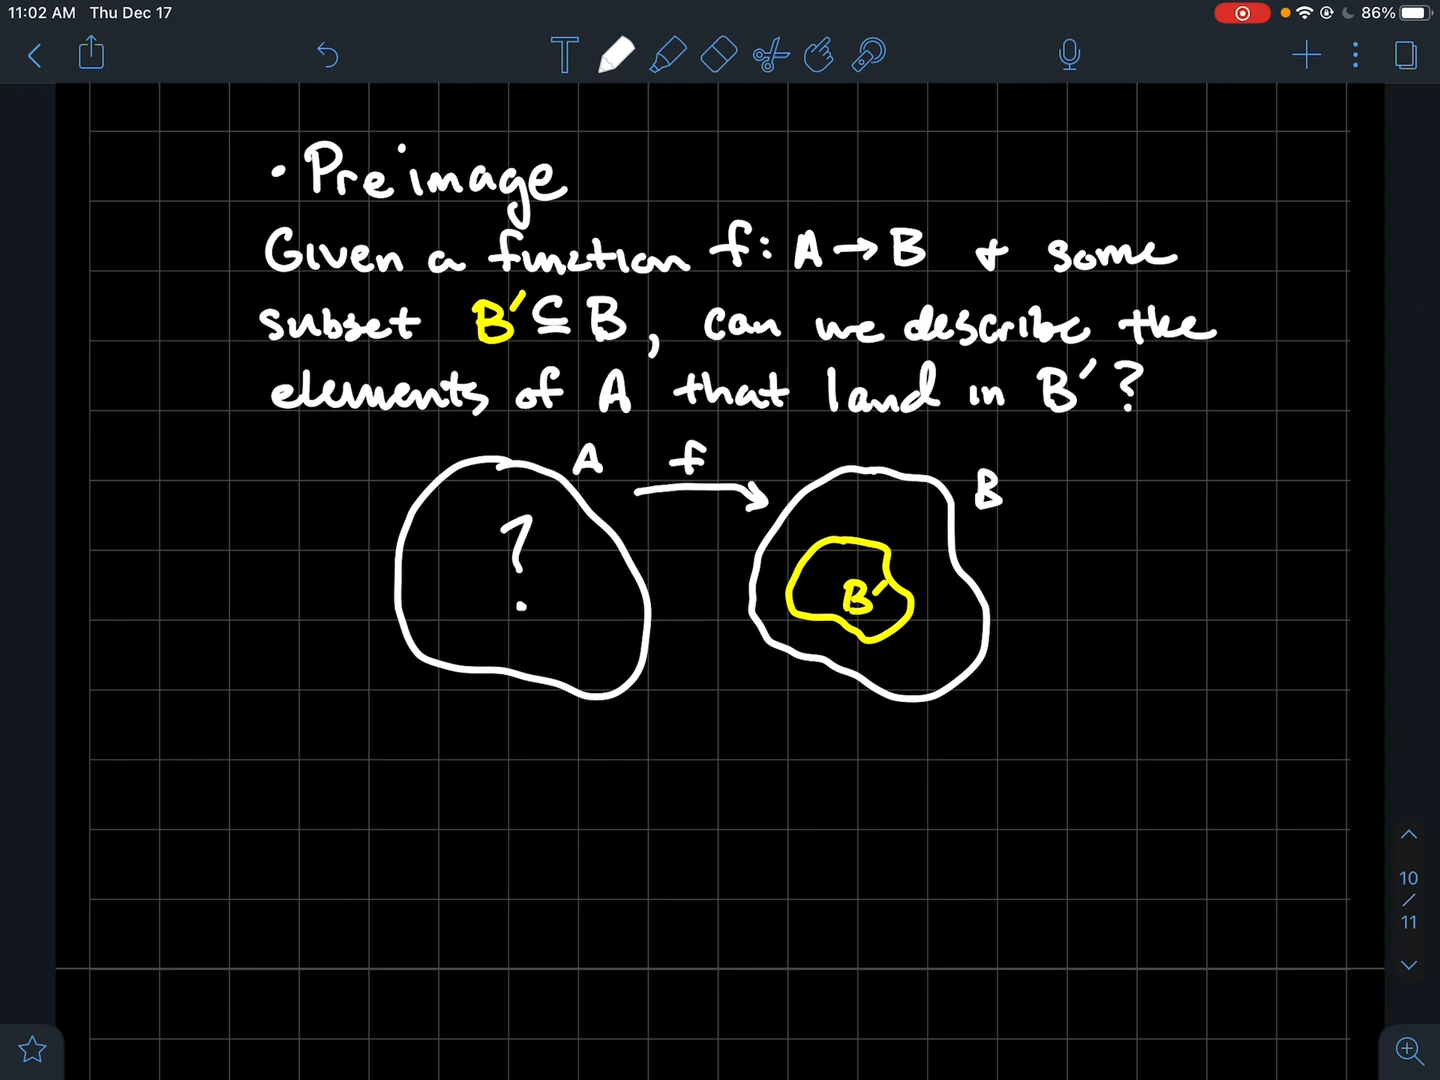 11:02 AM Thu Dec 17
86%
T
• Preimage
Given a function f: A → B & some
subset B′ ⊆ B, can we describe the
elements of A that land in B′?
A f
B
?
B′
10
/
11